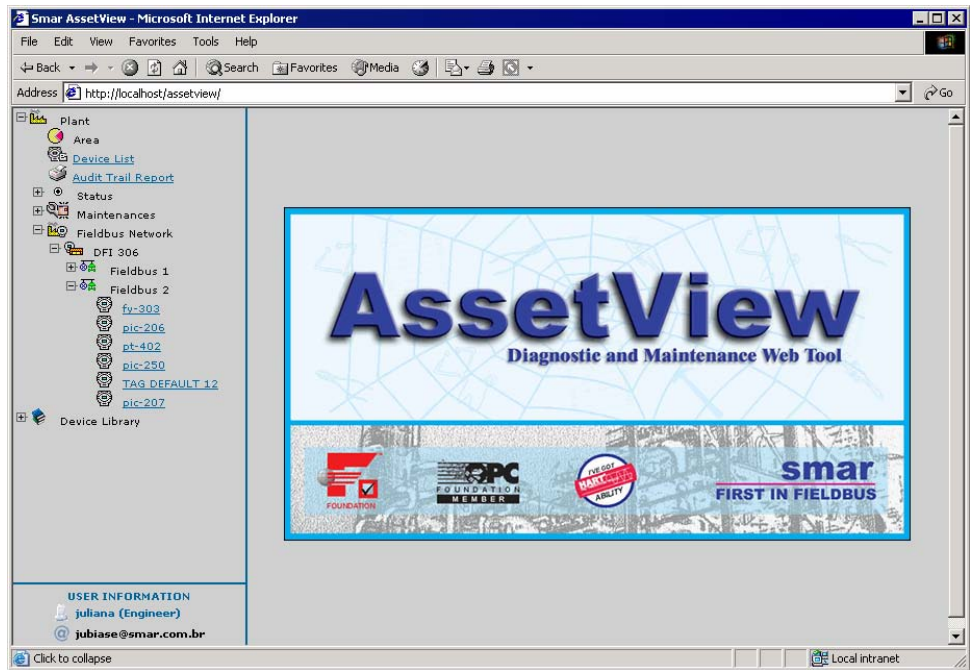 Smar AssetView - Microsoft Internet Explorer
File Edit View Favorites Tools Help
Back Search Favorites Media
Address http://localhost/assetview/ Go
Plant
Area
Device List
Audit Trail Report
Status
Maintenances
Fieldbus Network
DFI 306
Fieldbus 1
Fieldbus 2
fy-303
pic-206
pt-402
pic-250
TAG DEFAULT 12
pic-207
Device Library
AssetView
Diagnostic and Maintenance Web Tool
FOUNDATION
OPC
FOUNDATION
MEMBER
I'VE GOT
HART
ABILITY
smar
FIRST IN FIELDBUS
USER INFORMATION
juliana (Engineer)
jubiase@smar.com.br
Click to collapse Local intranet